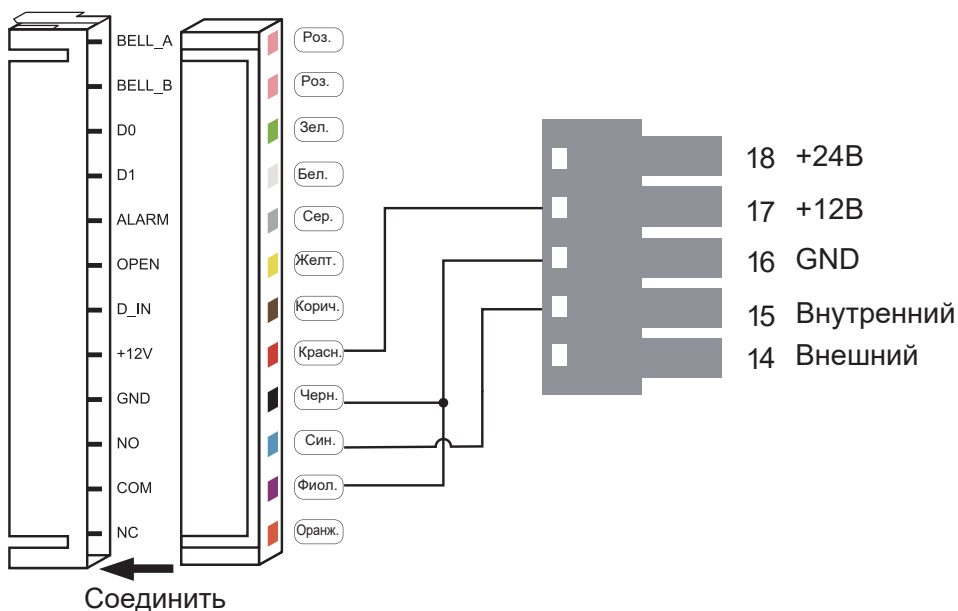 BELL_A Роз.
BELL_B Роз.
D0 Зел.
D1 Бел.
ALARM Сер.
OPEN Желт.
D_IN Корич.
+12V Красн.
GND Черн.
NO Син.
COM Фиол.
NC Оранж.
18 +24В
17 +12В
16 GND
15 Внутренний
14 Внешний
Соединить